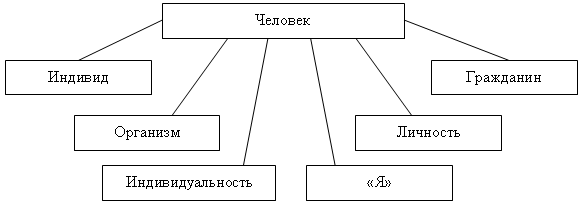 Человек
Индивид
Гражданин
Организм
Личность
Индивидуальность
«Я»